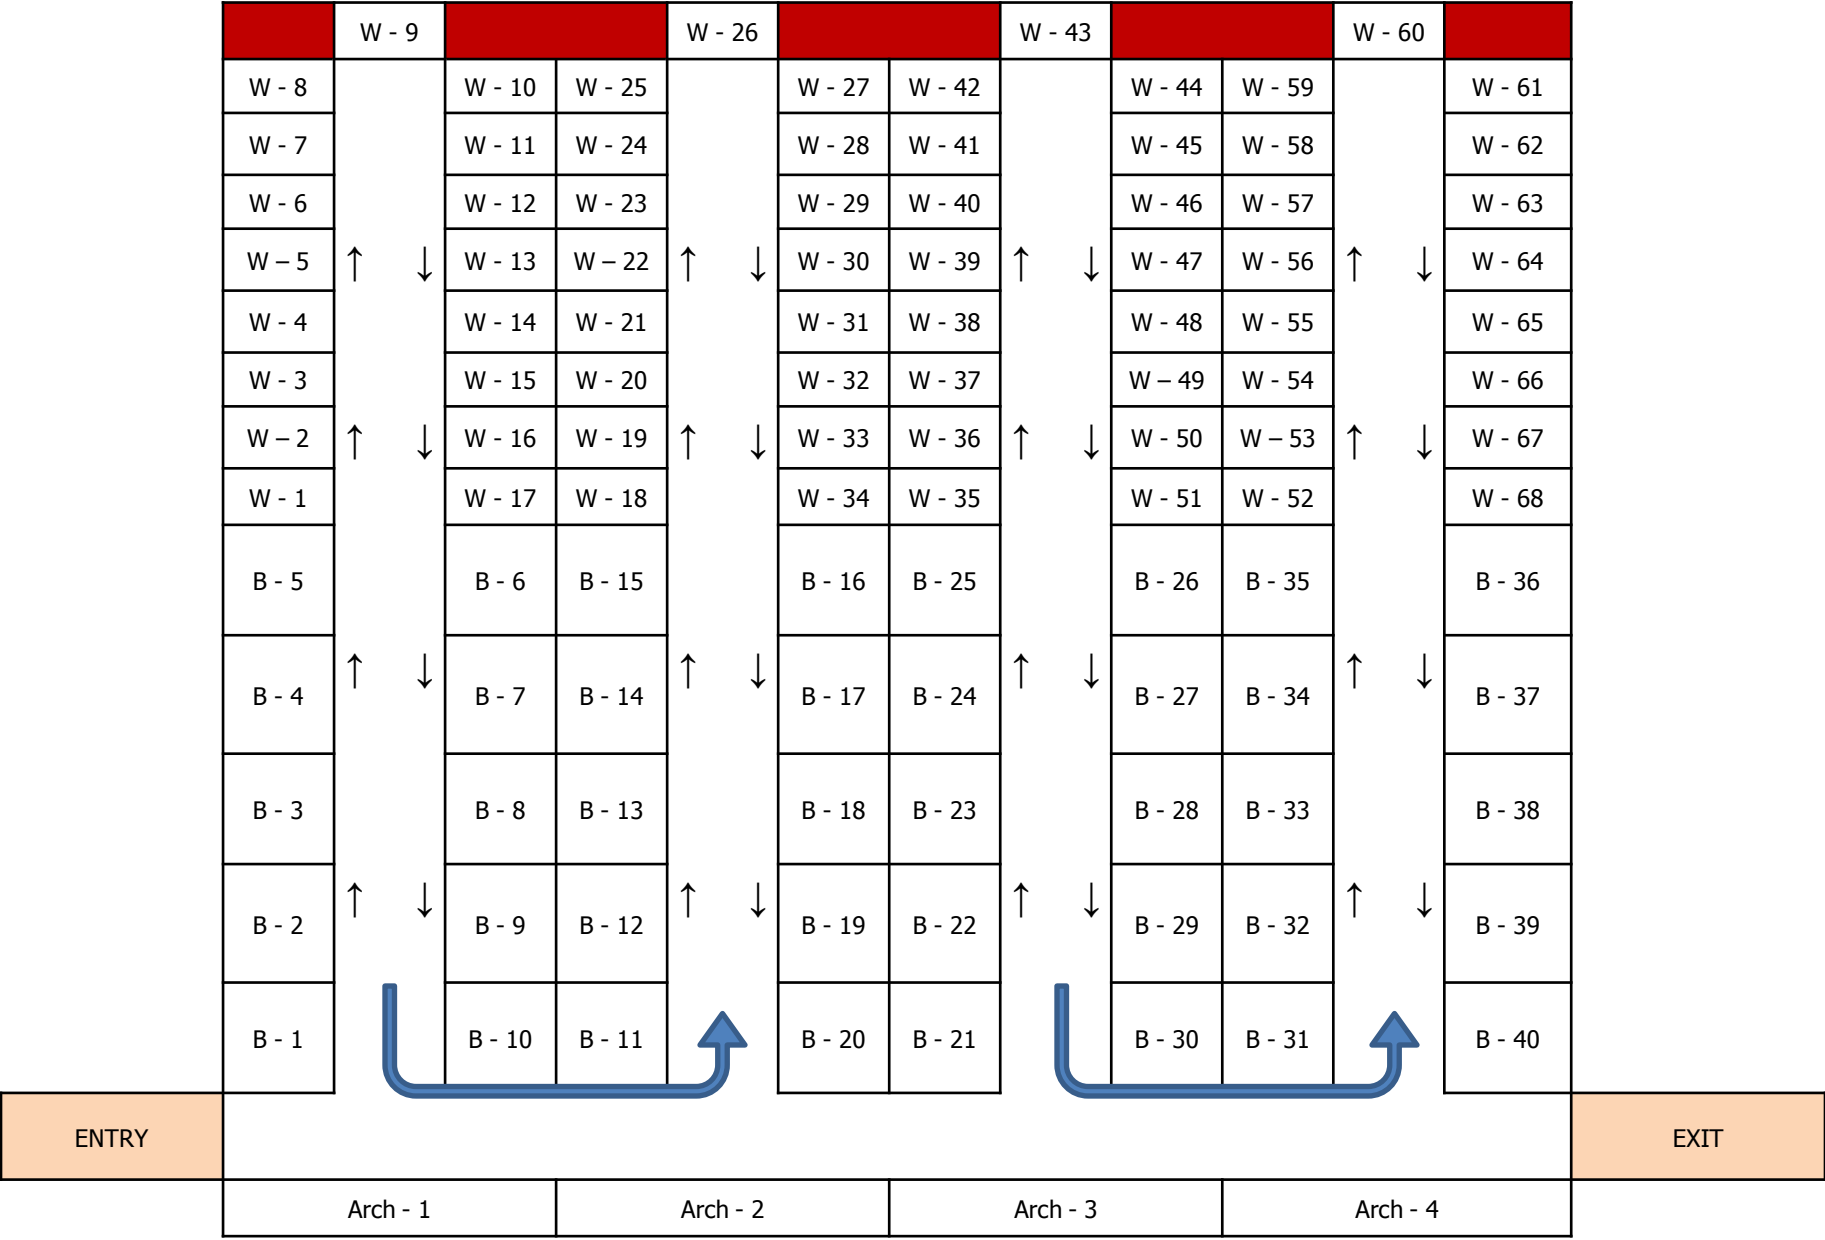 W - 9 W - 26 W - 43 W - 60
W - 8 W - 10 W - 25 W - 27 W - 42 W - 44 W - 59 W - 61
W - 7 W - 11 W - 24 W - 28 W - 41 W - 45 W - 58 W - 62
W - 6 W - 12 W - 23 W - 29 W - 40 W - 46 W - 57 W - 63
W – 5 ↑ ↓ W - 13 W – 22 ↑ ↓ W - 30 W - 39 ↑ ↓ W - 47 W - 56 ↑ ↓ W - 64
W - 4 W - 14 W - 21 W - 31 W - 38 W - 48 W - 55 W - 65
W - 3 W - 15 W - 20 W - 32 W - 37 W – 49 W - 54 W - 66
W – 2 ↑ ↓ W - 16 W - 19 ↑ ↓ W - 33 W - 36 ↑ ↓ W - 50 W – 53 ↑ ↓ W - 67
W - 1 W - 17 W - 18 W - 34 W - 35 W - 51 W - 52 W - 68
B - 5 B - 6 B - 15 B - 16 B - 25 B - 26 B - 35 B - 36
B - 4 ↑ ↓ B - 7 B - 14 ↑ ↓ B - 17 B - 24 ↑ ↓ B - 27 B - 34 ↑ ↓ B - 37
B - 3 B - 8 B - 13 B - 18 B - 23 B - 28 B - 33 B - 38
B - 2 ↑ ↓ B - 9 B - 12 ↑ ↓ B - 19 B - 22 ↑ ↓ B - 29 B - 32 ↑ ↓ B - 39
B - 1 B - 10 B - 11 B - 20 B - 21 B - 30 B - 31 B - 40
ENTRY EXIT
Arch - 1 Arch - 2 Arch - 3 Arch - 4